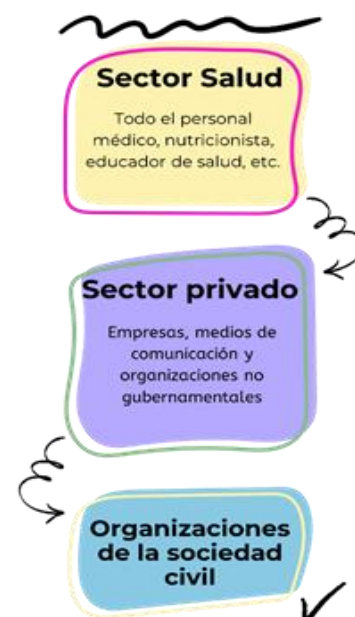 Sector Salud
Todo el personal
médico, nutricionista,
educador de salud, etc.
Sector privado
Empresas, medios de
comunicación y
organizaciones no
gubernamentales
Organizaciones
de la sociedad
civil